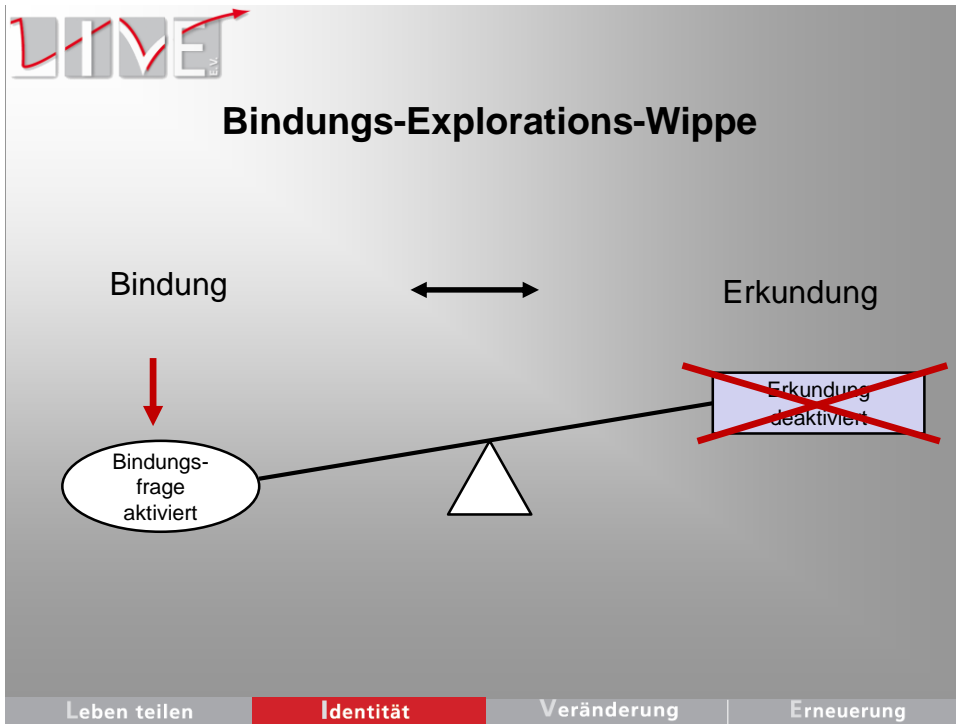 LIVE E.V.
Bindungs-Explorations-Wippe
Bindung
Erkundung
Erkundung
deaktiviert
Bindungs-
frage
aktiviert
Leben teilen
Identität
Veränderung
Erneuerung